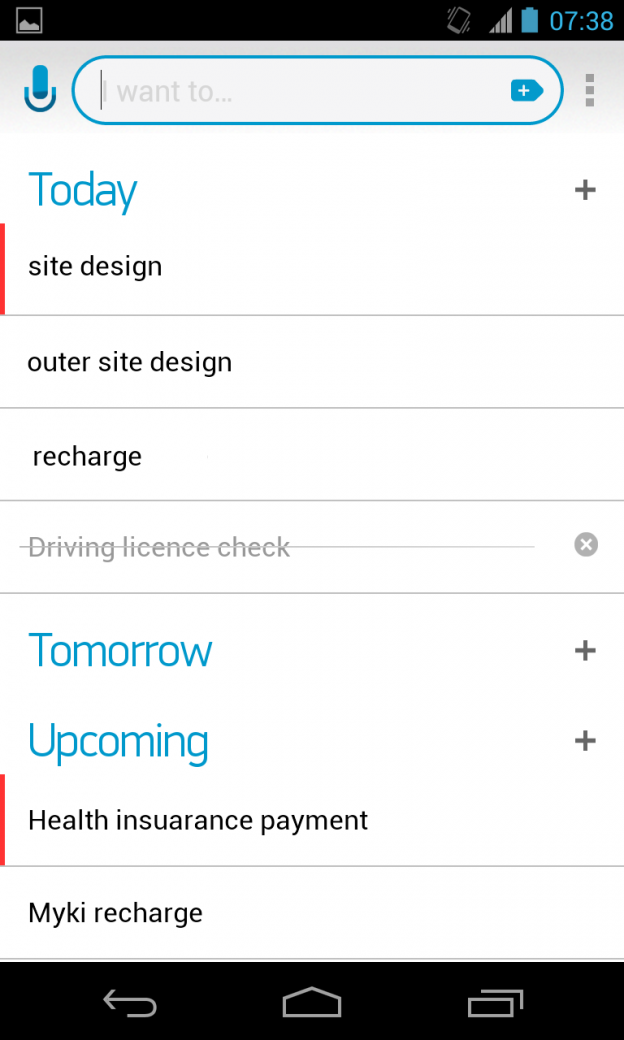 07:38
I want to...
Today
site design
outer site design
recharge
Driving licence check
Tomorrow
Upcoming
Health insuarance payment
Myki recharge